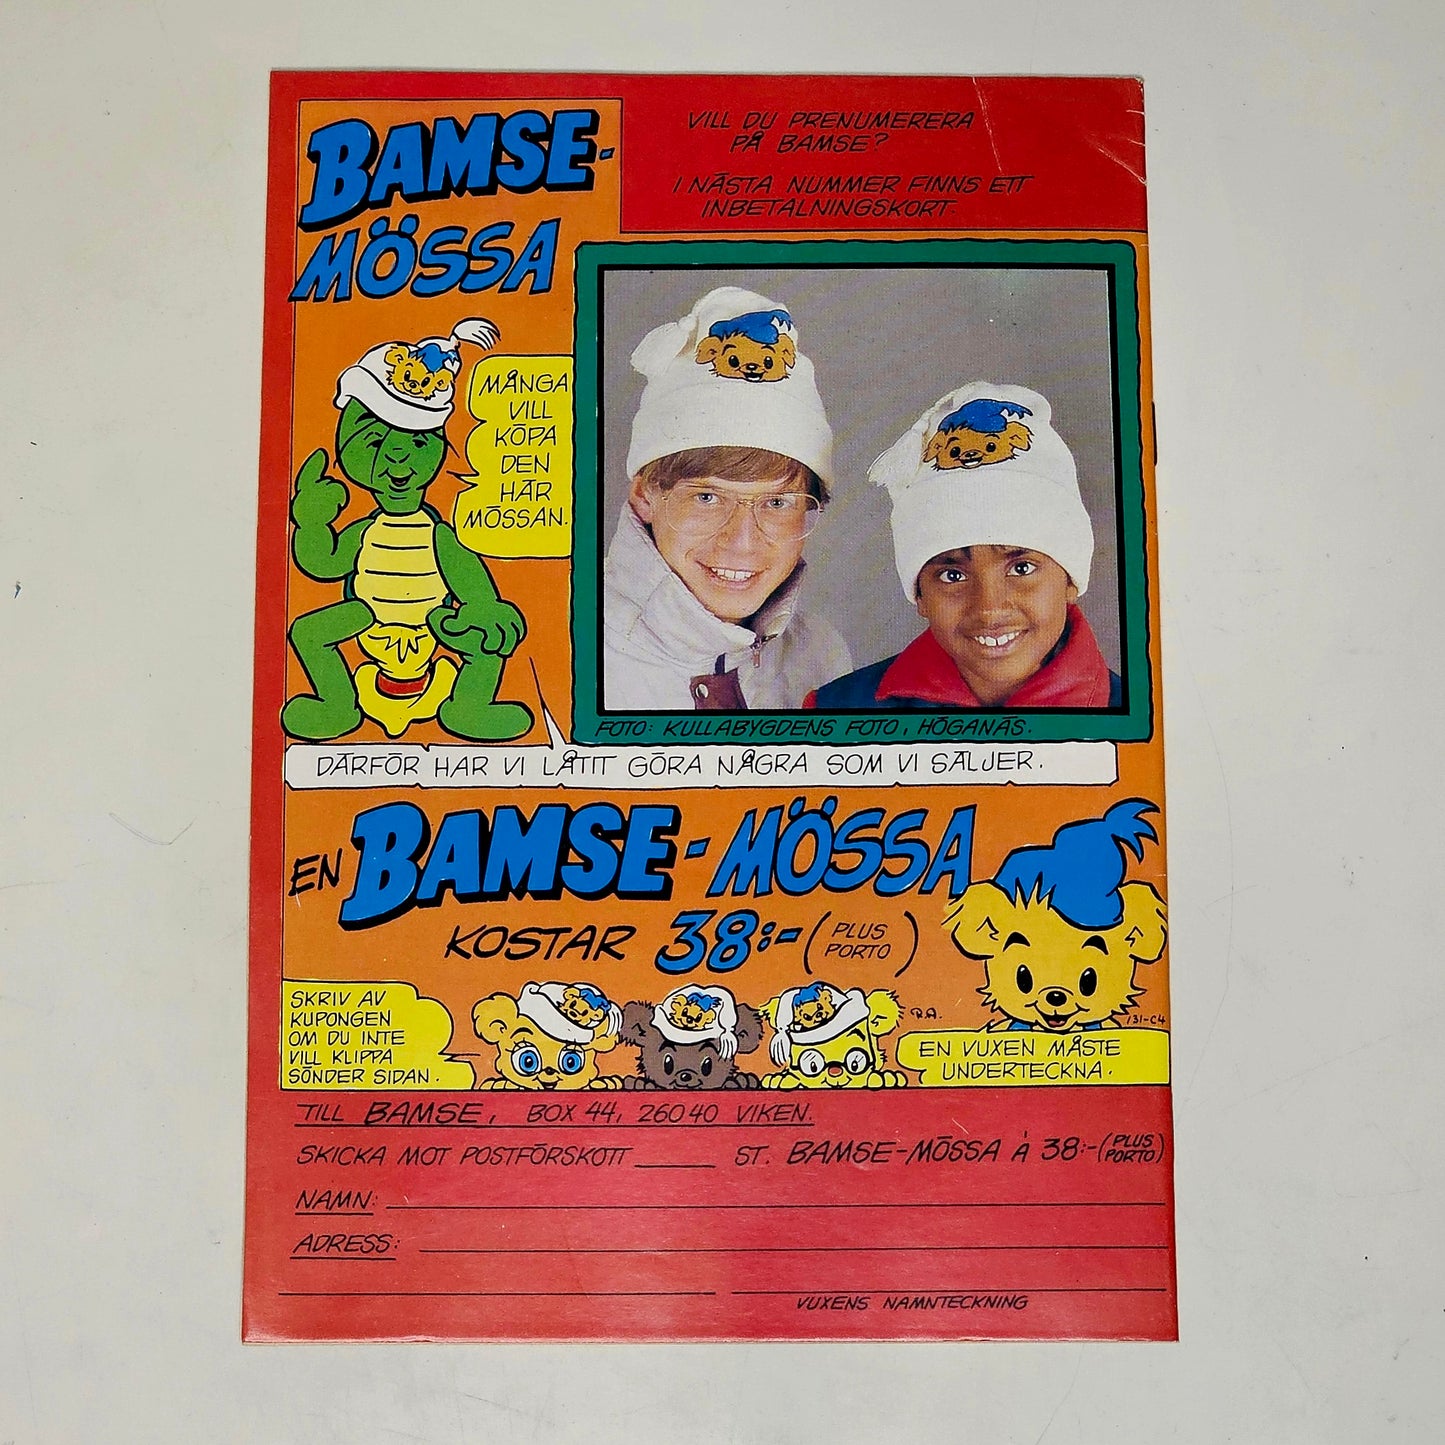 BAMSE-
MÖSSA
VILL DU PRENUMERERA
PÅ BAMSE?
I NÄSTA NUMMER FINNS ETT
INBETALNINGSKORT.
MÅNGA
VILL
KÖPA
DEN
HÄR
MÖSSAN.
FOTO: KULLABYGDENS FOTO, HÖGANÄS.
DÄRFÖR HAR VI LÅTIT GÖRA NÅGRA SOM VI SÄLJER.
EN BAMSE-MÖSSA
KOSTAR 38:- (PLUS
PORTO)
SKRIV AV
KUPONGEN
OM DU INTE
VILL KLIPPA
SÖNDER SIDAN.
R.A.
131-C4
EN VUXEN MÅSTE
UNDERTECKNA.
TILL BAMSE, BOX 44, 260 40 VIKEN.
SKICKA MOT POSTFÖRSKOTT ST. BAMSE-MÖSSA À 38:- (PLUS
PORTO)
NAMN:
ADRESS:
VUXENS NAMNTECKNING